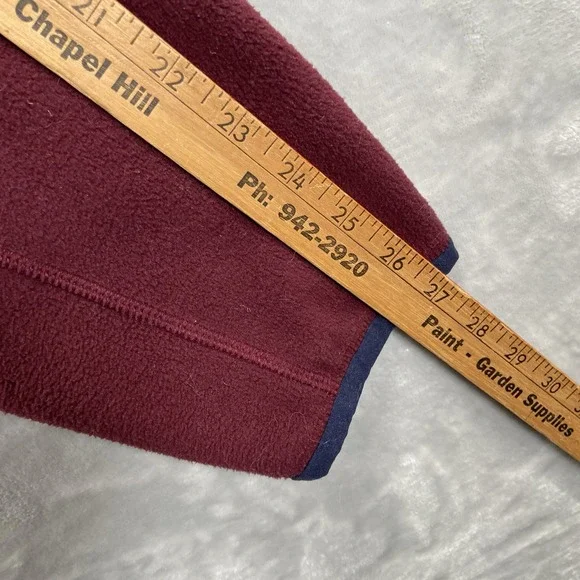 21 22 23 24 25 26 27 28 29 30
Chapel Hill
Ph: 942-2920
Paint - Garden Supplies